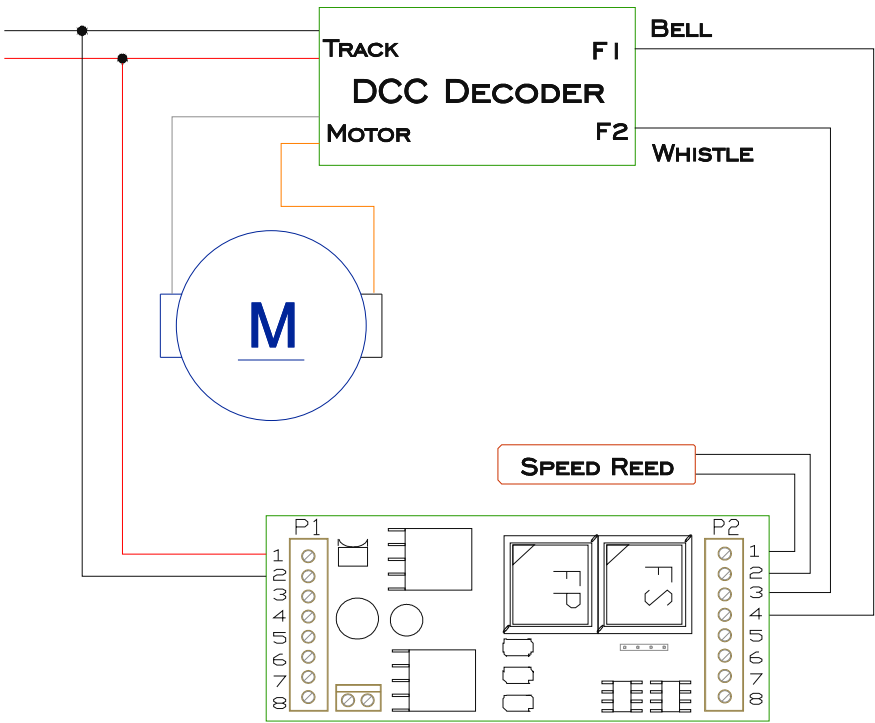 BELL
TRACK
F1
DCC DECODER
MOTOR
F2
WHISTLE
M
SPEED REED
P1
P2
1
2
3
4
5
6
7
8
FP
FS
1
2
3
4
5
6
7
8